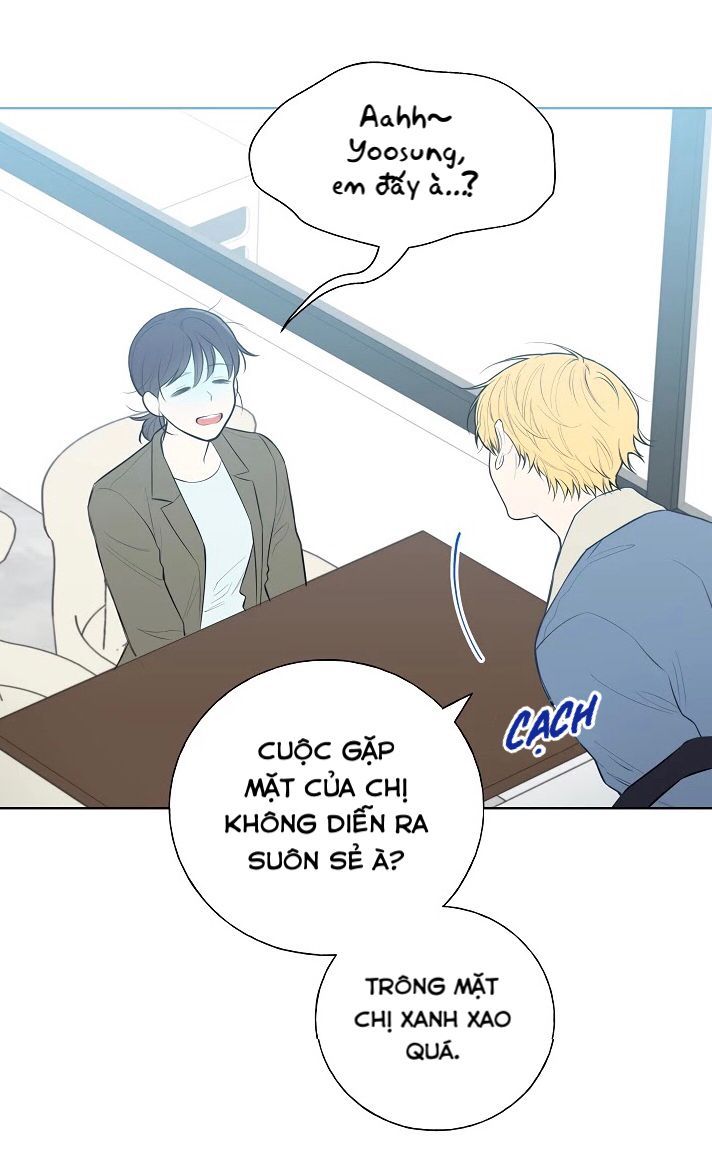 Aahh~
Yoosung,
em đấy à...?
CẠCH
CUỘC GẶP
MẶT CỦA CHỊ
KHÔNG DIỄN RA
SUÔN SẺ À?
TRÔNG MẶT
CHỊ XANH XAO
QUÁ.